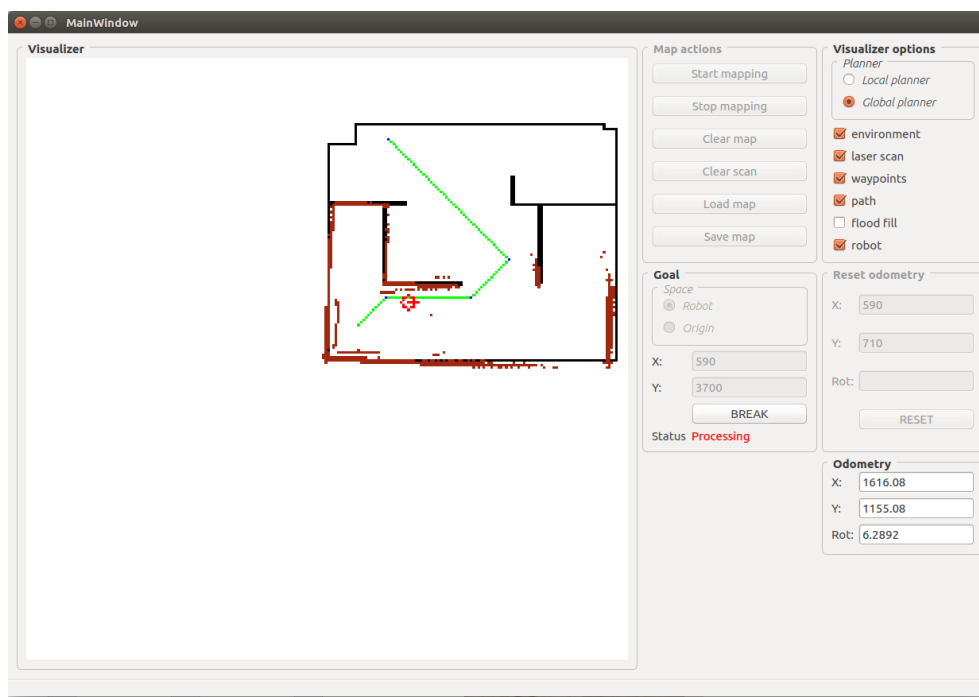 MainWindow
Visualizer
Map actions
Start mapping
Stop mapping
Clear map
Clear scan
Load map
Save map
Visualizer options
Planner
Local planner
Global planner
environment
laser scan
waypoints
path
flood fill
robot
Goal
Space
Robot
Origin
X: 590
Y: 3700
BREAK
Status Processing
Reset odometry
X: 590
Y: 710
Rot:
RESET
Odometry
X: 1616.08
Y: 1155.08
Rot: 6.2892